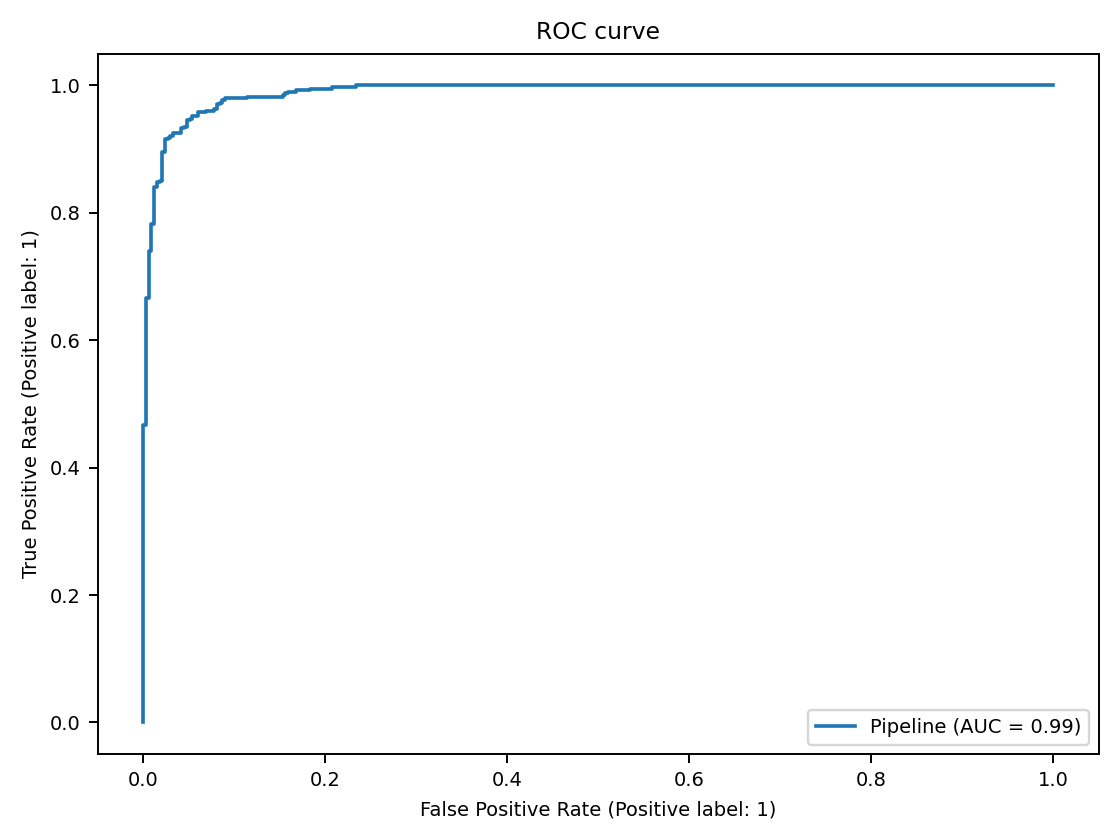 ROC curve
True Positive Rate (Positive label: 1)
1.0
0.8
0.6
0.4
0.2
0.0
Pipeline (AUC = 0.99)
0.0 0.2 0.4 0.6 0.8 1.0
False Positive Rate (Positive label: 1)